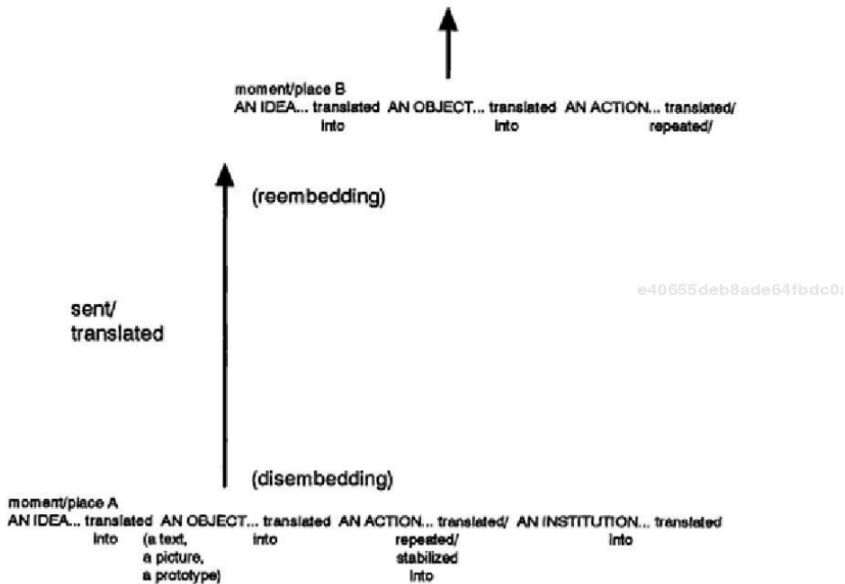 moment/place B
AN IDEA... translated AN OBJECT... translated AN ACTION... translated/
into into repeated/
(reembedding)
sent/
translated
(disembedding)
moment/place A
AN IDEA... translated AN OBJECT... translated AN ACTION... translated/ AN INSTITUTION... translated
into (a text, into repeated/ into
a picture, stabilized
a prototype) into